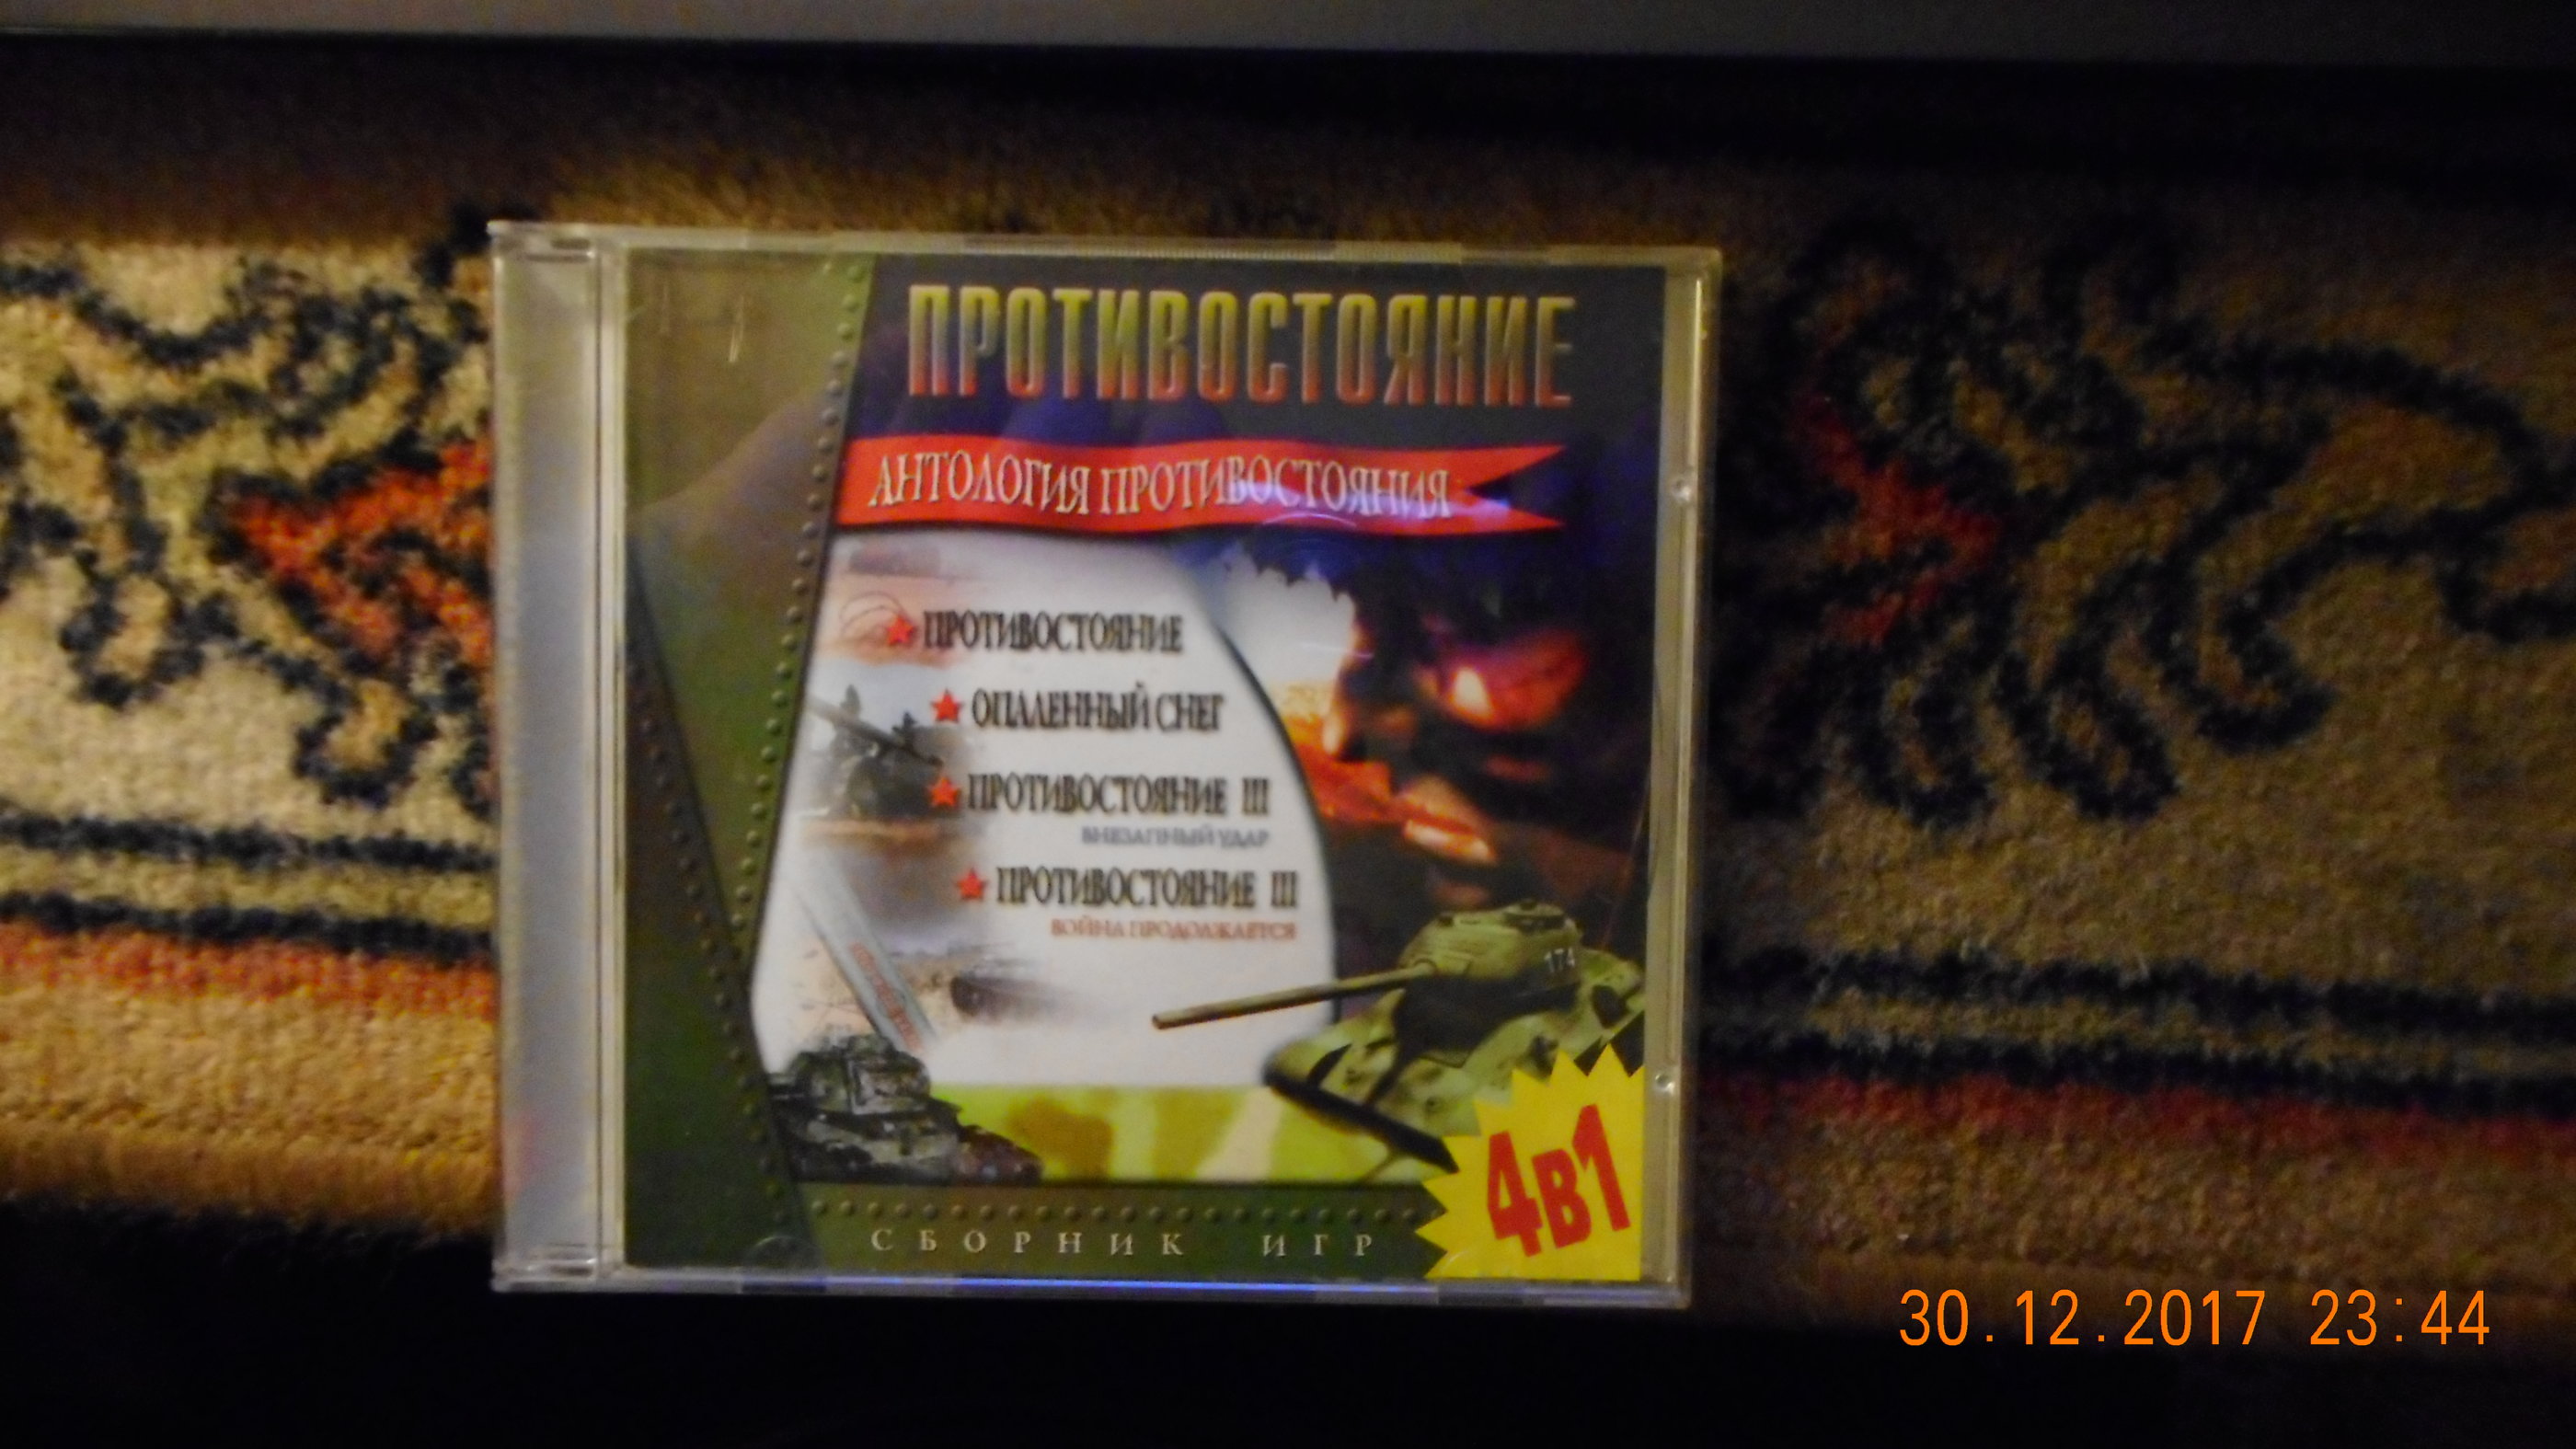 ПРОТИВОСТОЯНИЕ
АНТОЛОГИЯ ПРОТИВОСТОЯНИЯ
ПРОТИВОСТОЯНИЕ
ОПАЛЕННЫЙ СНЕГ
ПРОТИВОСТОЯНИЕ III
ВНЕЗАПНЫЙ УДАР
ПРОТИВОСТОЯНИЕ III
ВОЙНА ПРОДОЛЖАЕТСЯ
174
4В1
СБОРНИК ИГР
30.12.2017 23:44